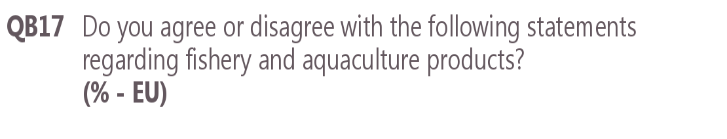 QB17 Do you agree or disagree with the following statements
regarding fishery and aquaculture products?
(% - EU)